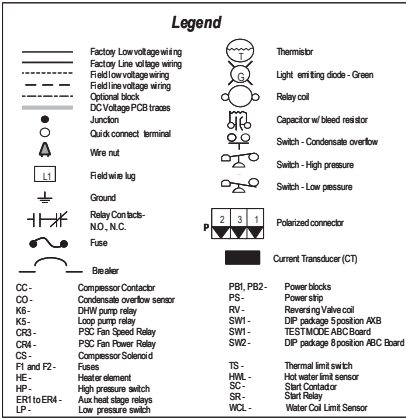 Legend
Factory Low voltage wiring
Factory Line voltage wiring
Field low voltage wiring
Field line voltage wiring
Optional block
DC Voltage PCB traces
Junction
Quick connect terminal
Wire nut
L1
Field wire lug
Ground
Relay Contacts-
N.O., N.C.
Fuse
Breaker
T
Thermistor
G
Light emitting diode - Green
Relay coil
Capacitor w/ bleed resistor
Switch - Condensate overflow
Switch - High pressure
Switch - Low pressure
P 2 3 1
Polarized connector
Current Transducer (CT)
CC - Compressor Contactor
CO - Condensate overflow sensor
K6 - DHW pump relay
K5 - Loop pump relay
CR3 - PSC Fan Speed Relay
CR4 - PSC Fan Power Relay
CS - Compressor Solenoid
F1 and F2 - Fuses
HE - Heater element
HP - High pressure switch
ER1 to ER4 - Aux heat stage relays
LP - Low pressure switch
PB1, PB2 - Power blocks
PS - Power strip
RV - Reversing Valve coil
SW1 - DIP package 5 position AXB
SW1 - TEST MODE ABC Board
SW2 - DIP package 8 position ABC Board
TS - Thermal limit switch
HWL - Hot water limit sensor
SC - Start Contactor
SR - Start Relay
WCL - Water Coil Limit Sensor